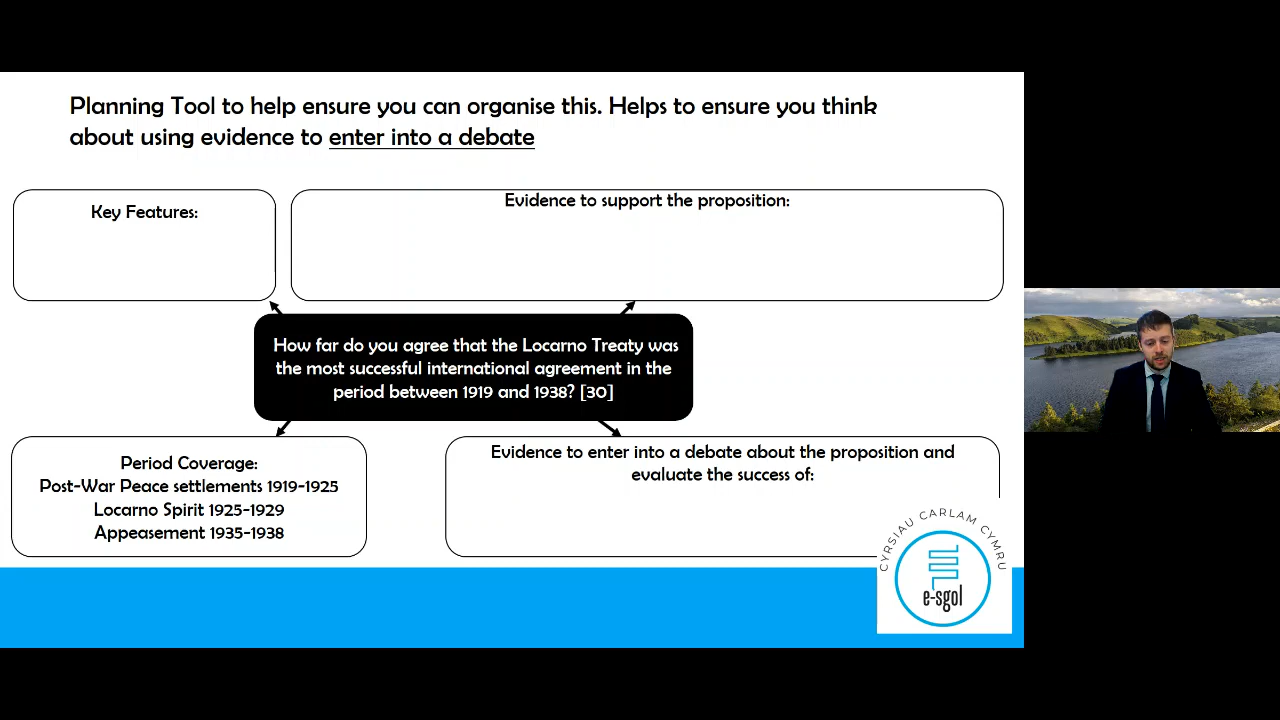 Planning Tool to help ensure you can organise this. Helps to ensure you think
about using evidence to enter into a debate
Key Features:
Evidence to support the proposition:
How far do you agree that the Locarno Treaty was
the most successful international agreement in the
period between 1919 and 1938? [30]
Period Coverage:
Post-War Peace settlements 1919-1925
Locarno Spirit 1925-1929
Appeasement 1935-1938
Evidence to enter into a debate about the proposition and
evaluate the success of:
CYRSIAU CARLAM CYMRU
e-sgol